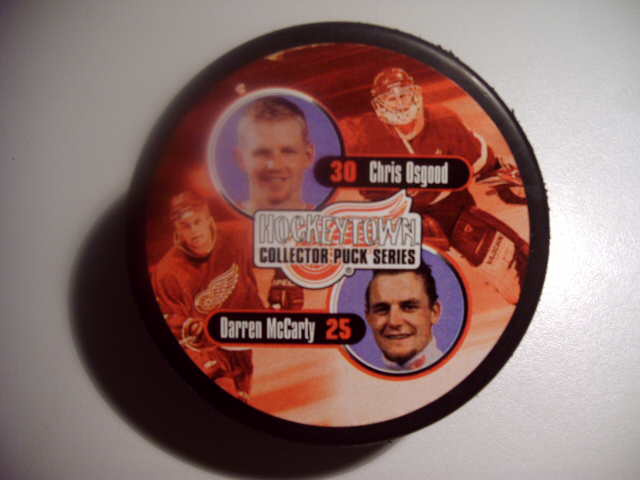 30 Chris Osgood
HOCKEYTOWN
COLLECTOR PUCK SERIES
®
Darren McCarty 25